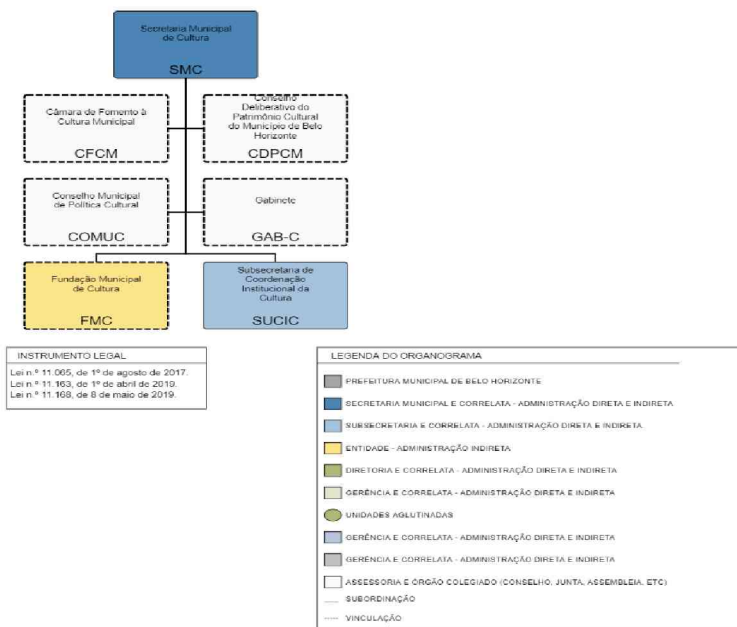 Secretaria Municipal
de Cultura
SMC
Câmara de Fomento à
Cultura Municipal
CFCM
Conselho
Deliberativo do
Patrimônio Cultural
do Município de Belo
Horizonte
CDPCM
Conselho Municipal
de Política Cultural
COMUC
Gabinete
GAB-C
Fundação Municipal
de Cultura
FMC
Subsecretaria de
Coordenação
Institucional da
Cultura
SUCIC
INSTRUMENTO LEGAL
Lei n.º 11.065, de 1º de agosto de 2017.
Lei n.º 11.163, de 1º de abril de 2019.
Lei n.º 11.168, de 8 de maio de 2019.
LEGENDA DO ORGANOGRAMA
PREFEITURA MUNICIPAL DE BELO HORIZONTE
SECRETARIA MUNICIPAL E CORRELATA - ADMINISTRAÇÃO DIRETA E INDIRETA
SUBSECRETARIA E CORRELATA - ADMINISTRAÇÃO DIRETA E INDIRETA
ENTIDADE - ADMINISTRAÇÃO INDIRETA
DIRETORIA E CORRELATA - ADMINISTRAÇÃO DIRETA E INDIRETA
GERÊNCIA E CORRELATA - ADMINISTRAÇÃO DIRETA E INDIRETA
UNIDADES AGLUTINADAS
GERÊNCIA E CORRELATA - ADMINISTRAÇÃO DIRETA E INDIRETA
GERÊNCIA E CORRELATA - ADMINISTRAÇÃO DIRETA E INDIRETA
ASSESSORIA E ÓRGÃO COLEGIADO (CONSELHO, JUNTA, ASSEMBLEIA, ETC)
SUBORDINAÇÃO
VINCULAÇÃO